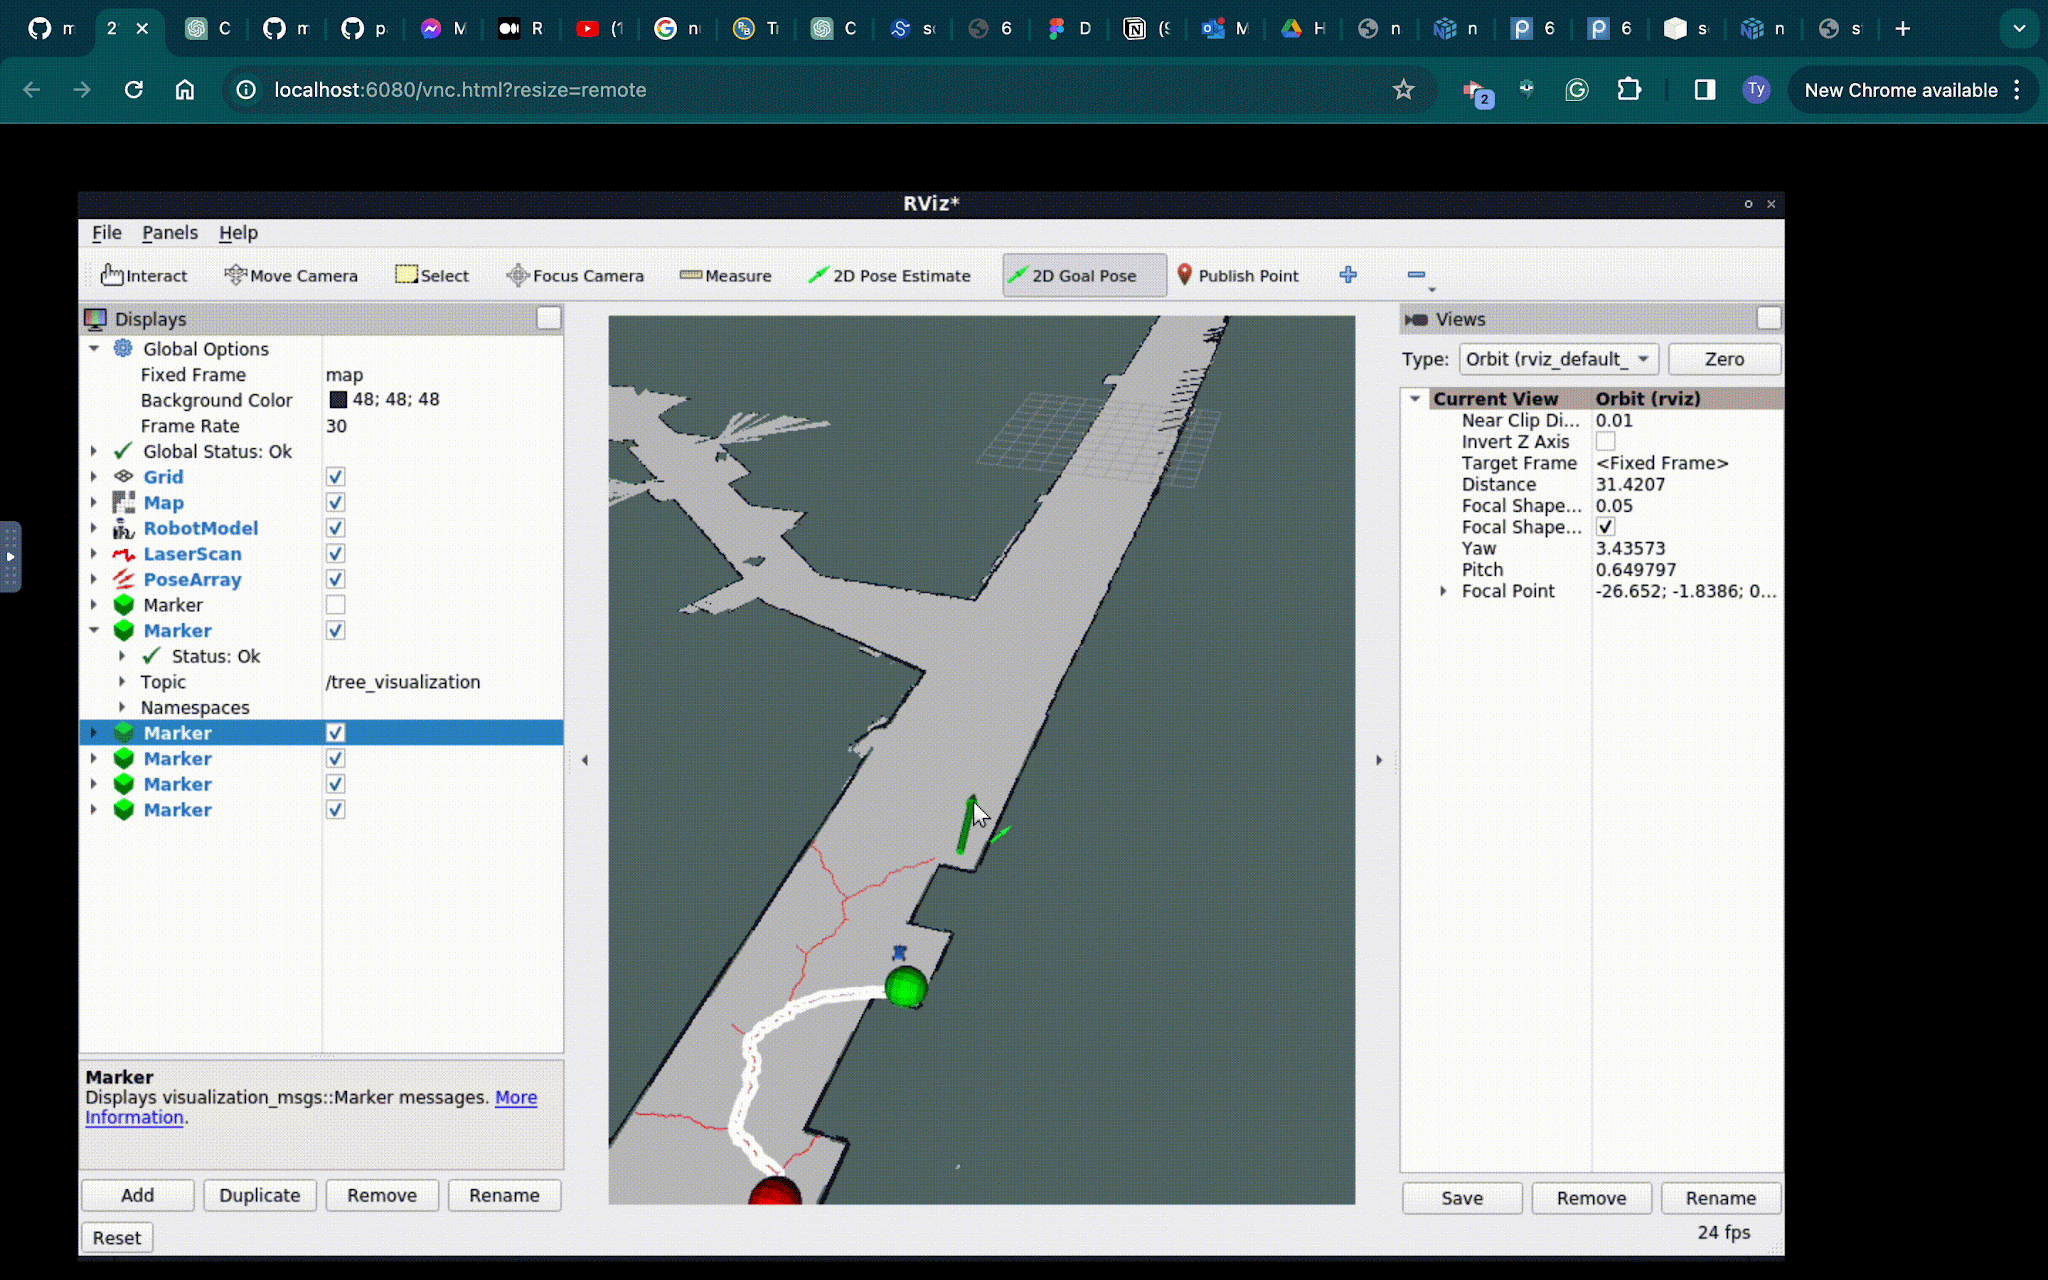 m
2
C
m
p
M
R
(1
n
Ti
C
s
6
D
(S
M
H
n
n
6
6
s
n
s
localhost:6080/vnc.html?resize=remote
2
Ty
New Chrome available
RViz*
File Panels Help
Interact Move Camera Select Focus Camera Measure 2D Pose Estimate 2D Goal Pose Publish Point
Displays
Global Options
Fixed Frame map
Background Color 48; 48; 48
Frame Rate 30
Global Status: Ok
Grid
Map
RobotModel
LaserScan
PoseArray
Marker
Marker
Status: Ok
Topic /tree_visualization
Namespaces
Marker
Marker
Marker
Marker
Marker
Displays visualization_msgs::Marker messages. More
Information.
Add Duplicate Remove Rename
Reset
Views
Type: Orbit (rviz_default_ Zero
Current View Orbit (rviz)
Near Clip Di... 0.01
Invert Z Axis
Target Frame <Fixed Frame>
Distance 31.4207
Focal Shape... 0.05
Focal Shape...
Yaw 3.43573
Pitch 0.649797
Focal Point -26.652; -1.8386; 0...
Save Remove Rename
24 fps